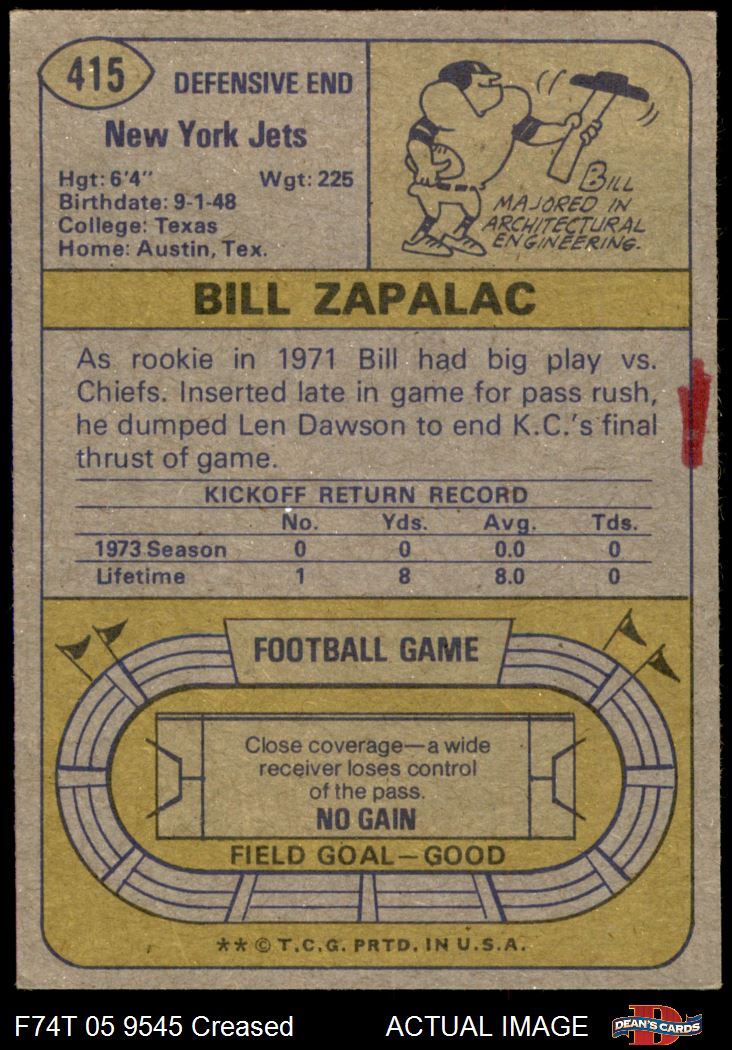 415
DEFENSIVE END
New York Jets
Hgt: 6'4" Wgt: 225
Birthdate: 9-1-48
College: Texas
Home: Austin, Tex.
BILL
MAJORED IN
ARCHITECTURAL
ENGINEERING.
BILL ZAPALAC
As rookie in 1971 Bill had big play vs.
Chiefs. Inserted late in game for pass rush,
he dumped Len Dawson to end K.C.'s final
thrust of game.
KICKOFF RETURN RECORD
No. Yds. Avg. Tds.
1973 Season 0 0 0.0 0
Lifetime 1 8 8.0 0
FOOTBALL GAME
Close coverage—a wide
receiver loses control
of the pass.
NO GAIN
FIELD GOAL—GOOD
** © T.C.G. PRTD. IN U.S.A.
F74T 05 9545 Creased ACTUAL IMAGE
D
DEAN'S CARDS